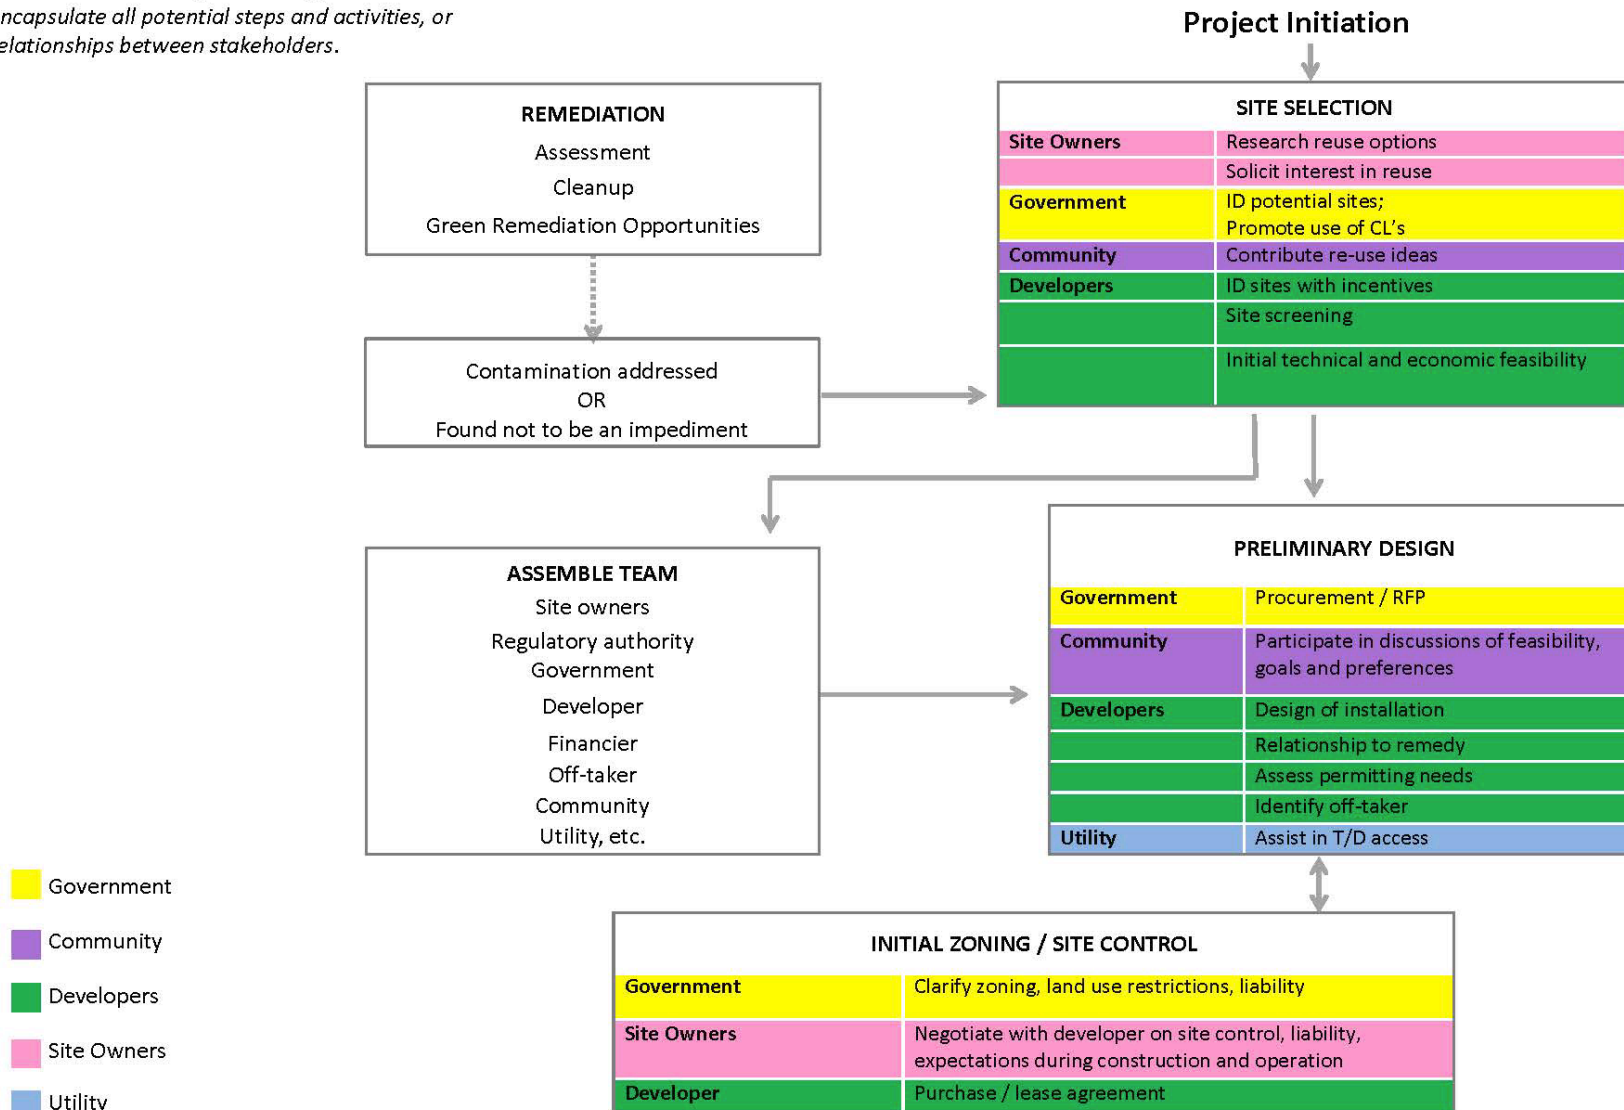 encapsulate all potential steps and activities, or
relationships between stakeholders.
Project Initiation
REMEDIATION
Assessment
Cleanup
Green Remediation Opportunities
Contamination addressed
OR
Found not to be an impediment
SITE SELECTION
Site Owners Research reuse options
Solicit interest in reuse
Government ID potential sites;
Promote use of CL's
Community Contribute re-use ideas
Developers ID sites with incentives
Site screening
Initial technical and economic feasibility
ASSEMBLE TEAM
Site owners
Regulatory authority
Government
Developer
Financier
Off-taker
Community
Utility, etc.
PRELIMINARY DESIGN
Government Procurement / RFP
Community Participate in discussions of feasibility,
goals and preferences
Developers Design of installation
Relationship to remedy
Assess permitting needs
Identify off-taker
Utility Assist in T/D access
INITIAL ZONING / SITE CONTROL
Government Clarify zoning, land use restrictions, liability
Site Owners Negotiate with developer on site control, liability,
expectations during construction and operation
Developer Purchase / lease agreement
Government
Community
Developers
Site Owners
Utility